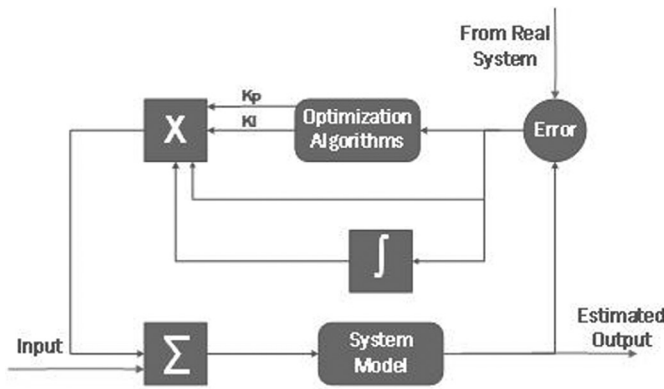 From Real
System
Kp
KI
X
Optimization
Algorithms
Error
∫
Estimated
Output
Input
Σ
System
Model